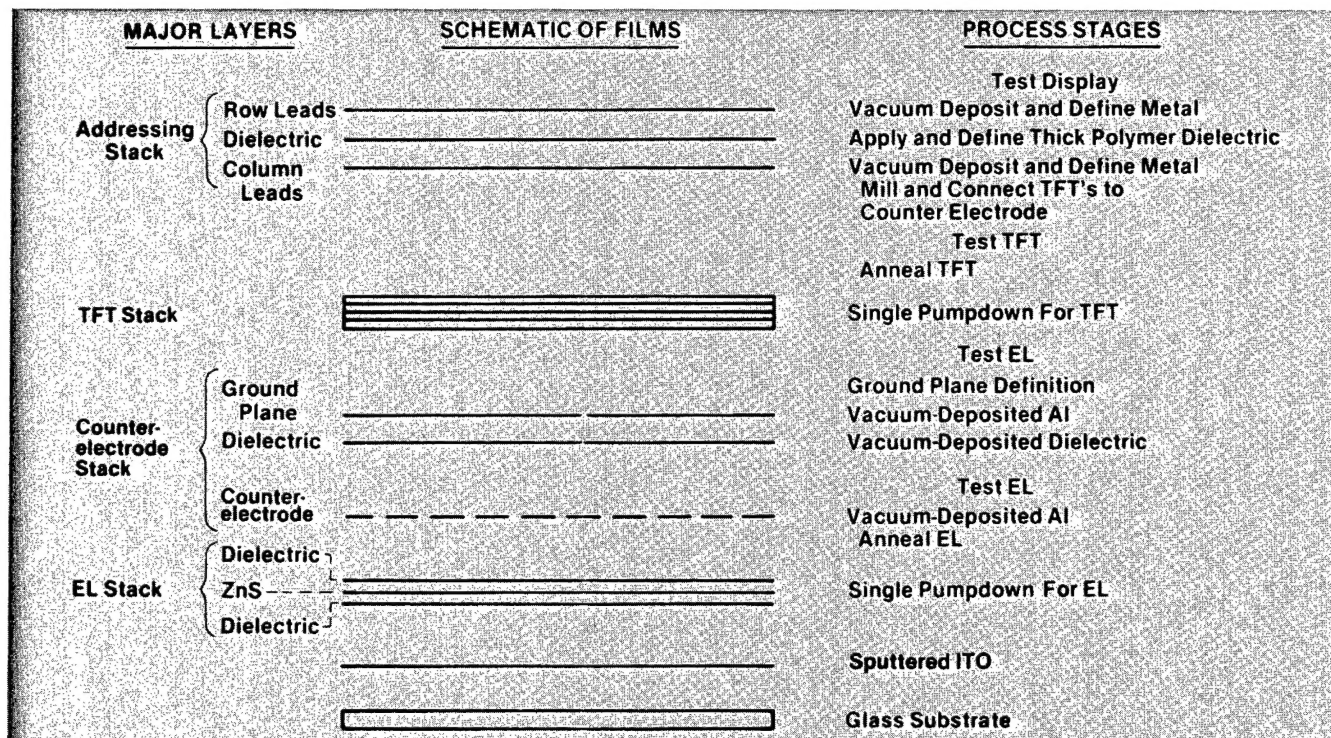 MAJOR LAYERS
SCHEMATIC OF FILMS
PROCESS STAGES
Test Display
Row Leads
Vacuum Deposit and Define Metal
Addressing
Stack
Dielectric
Apply and Define Thick Polymer Dielectric
Column
Leads
Vacuum Deposit and Define Metal
Mill and Connect TFT's to
Counter Electrode
Test TFT
Anneal TFT
TFT Stack
Single Pumpdown For TFT
Test EL
Ground
Plane
Ground Plane Definition
Vacuum-Deposited Al
Counter-
electrode
Stack
Dielectric
Vacuum-Deposited Dielectric
Test EL
Counter-
electrode
Vacuum-Deposited Al
Anneal EL
Dielectric
EL Stack
ZnS
Single Pumpdown For EL
Dielectric
Sputtered ITO
Glass Substrate